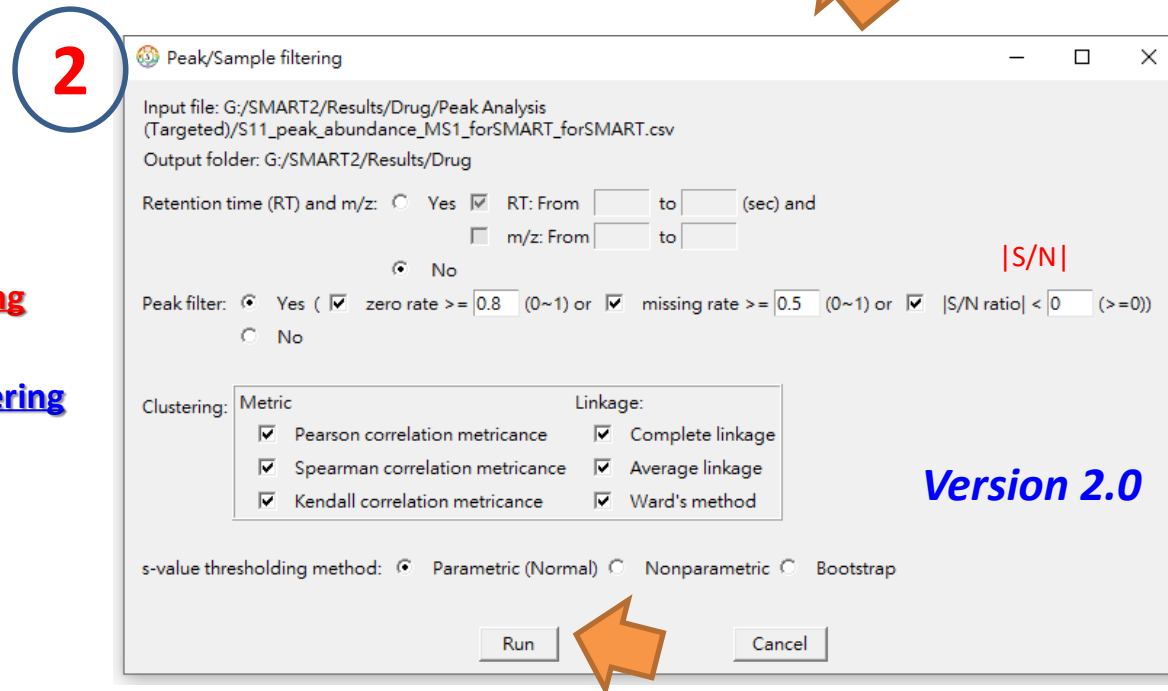 2
Peak/Sample filtering
Input file: G:/SMART2/Results/Drug/Peak Analysis
(Targeted)/S11_peak_abundance_MS1_forSMART_forSMART.csv
Output folder: G:/SMART2/Results/Drug
Retention time (RT) and m/z: Yes RT: From to (sec) and
m/z: From to
No
|S/N|
ng
Peak filter: Yes ( zero rate >= 0.8 (0~1) or missing rate >= 0.5 (0~1) or |S/N ratio| < 0 (>=0))
No
ering
Clustering: Metric Linkage:
Pearson correlation metricance Complete linkage
Spearman correlation metricance Average linkage
Kendall correlation metricance Ward's method
Version 2.0
s-value thresholding method: Parametric (Normal) Nonparametric Bootstrap
Run Cancel